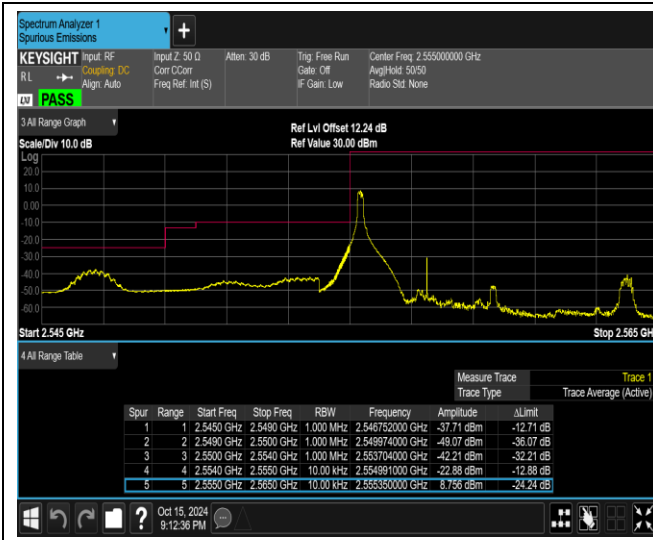 Spectrum Analyzer 1
Spurious Emissions
KEYSIGHT Input: RF Input Z: 50 Ω Atten: 30 dB Trig: Free Run Center Freq: 2.555000000 GHz
RL Coupling: DC Corr CCorr Gate: Off Avg|Hold: 50/50
Align: Auto Freq Ref: Int (S) IF Gain: Low Radio Std: None
LXI PASS
3 All Range Graph
Ref Lvl Offset 12.24 dB
Scale/Div 10.0 dB Ref Value 30.00 dBm
Log
20.0
10.0
0.00
-10.0
-20.0
-30.0
-40.0
-50.0
-60.0
Start 2.545 GHz Stop 2.565 GH
4 All Range Table
Measure Trace Trace 1
Trace Type Trace Average (Active)
Spur Range Start Freq Stop Freq RBW Frequency Amplitude ΔLimit
1 1 2.5450 GHz 2.5490 GHz 1.000 MHz 2.546752000 GHz -37.71 dBm -12.71 dB
2 2 2.5490 GHz 2.5500 GHz 1.000 MHz 2.549974000 GHz -49.07 dBm -36.07 dB
3 3 2.5500 GHz 2.5540 GHz 1.000 MHz 2.553704000 GHz -42.21 dBm -32.21 dB
4 4 2.5540 GHz 2.5550 GHz 10.00 kHz 2.554991000 GHz -22.88 dBm -12.88 dB
5 5 2.5550 GHz 2.5650 GHz 10.00 kHz 2.555350000 GHz 8.756 dBm -24.24 dB
Oct 15, 2024
9:12:36 PM